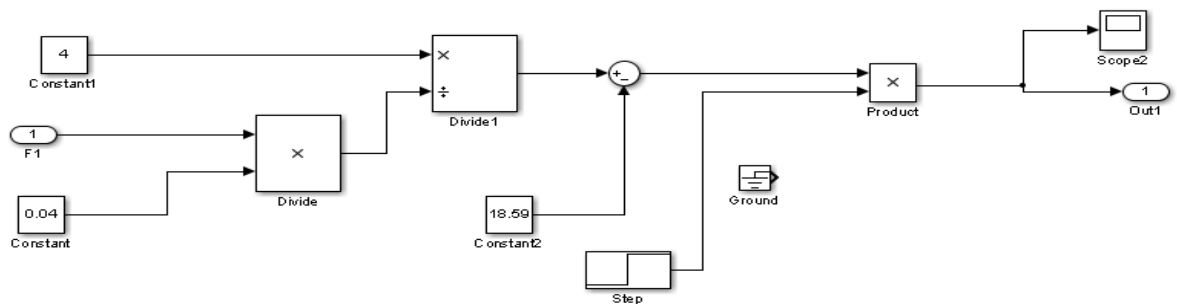 4
Constant1
×
÷
Divide1
1
F1
×
Divide
0.04
Constant
+
-
18.59
Constant2
Step
Ground
×
Product
Scope2
1
Out1